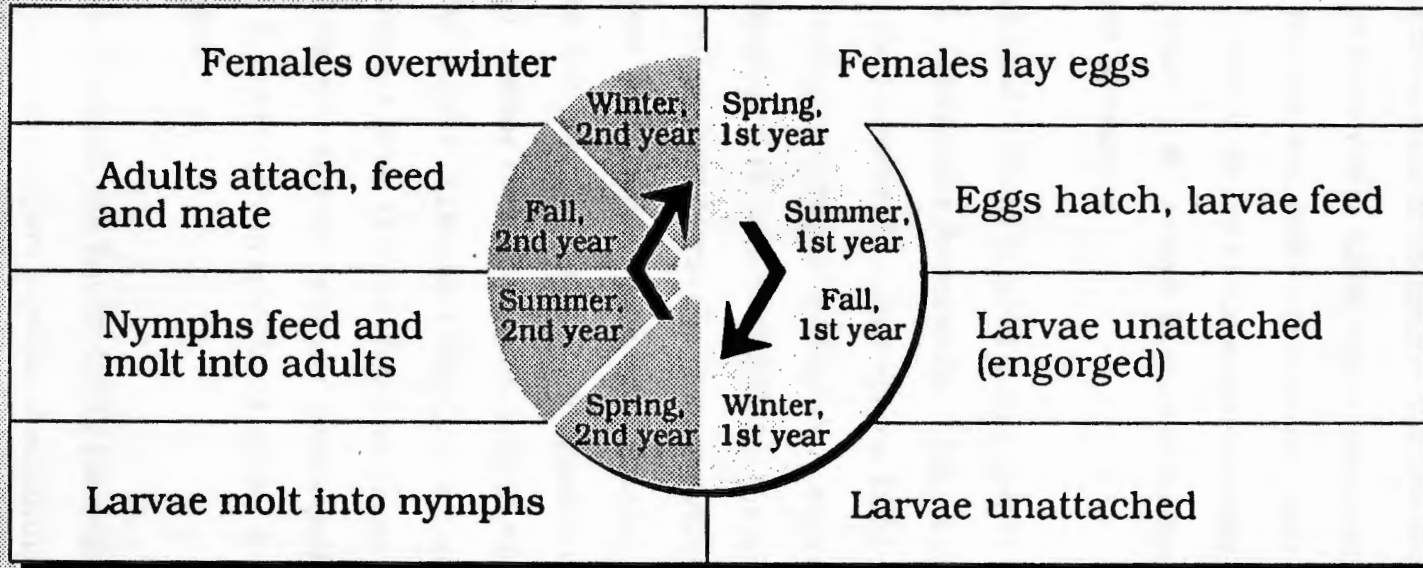 Females overwinter
Winter,
2nd year
Spring,
1st year
Females lay eggs
Adults attach, feed
and mate
Fall,
2nd year
Summer,
1st year
Eggs hatch, larvae feed
Nymphs feed and
molt into adults
Summer,
2nd year
Fall,
1st year
Larvae unattached
(engorged)
Larvae molt into nymphs
Spring,
2nd year
Winter,
1st year
Larvae unattached